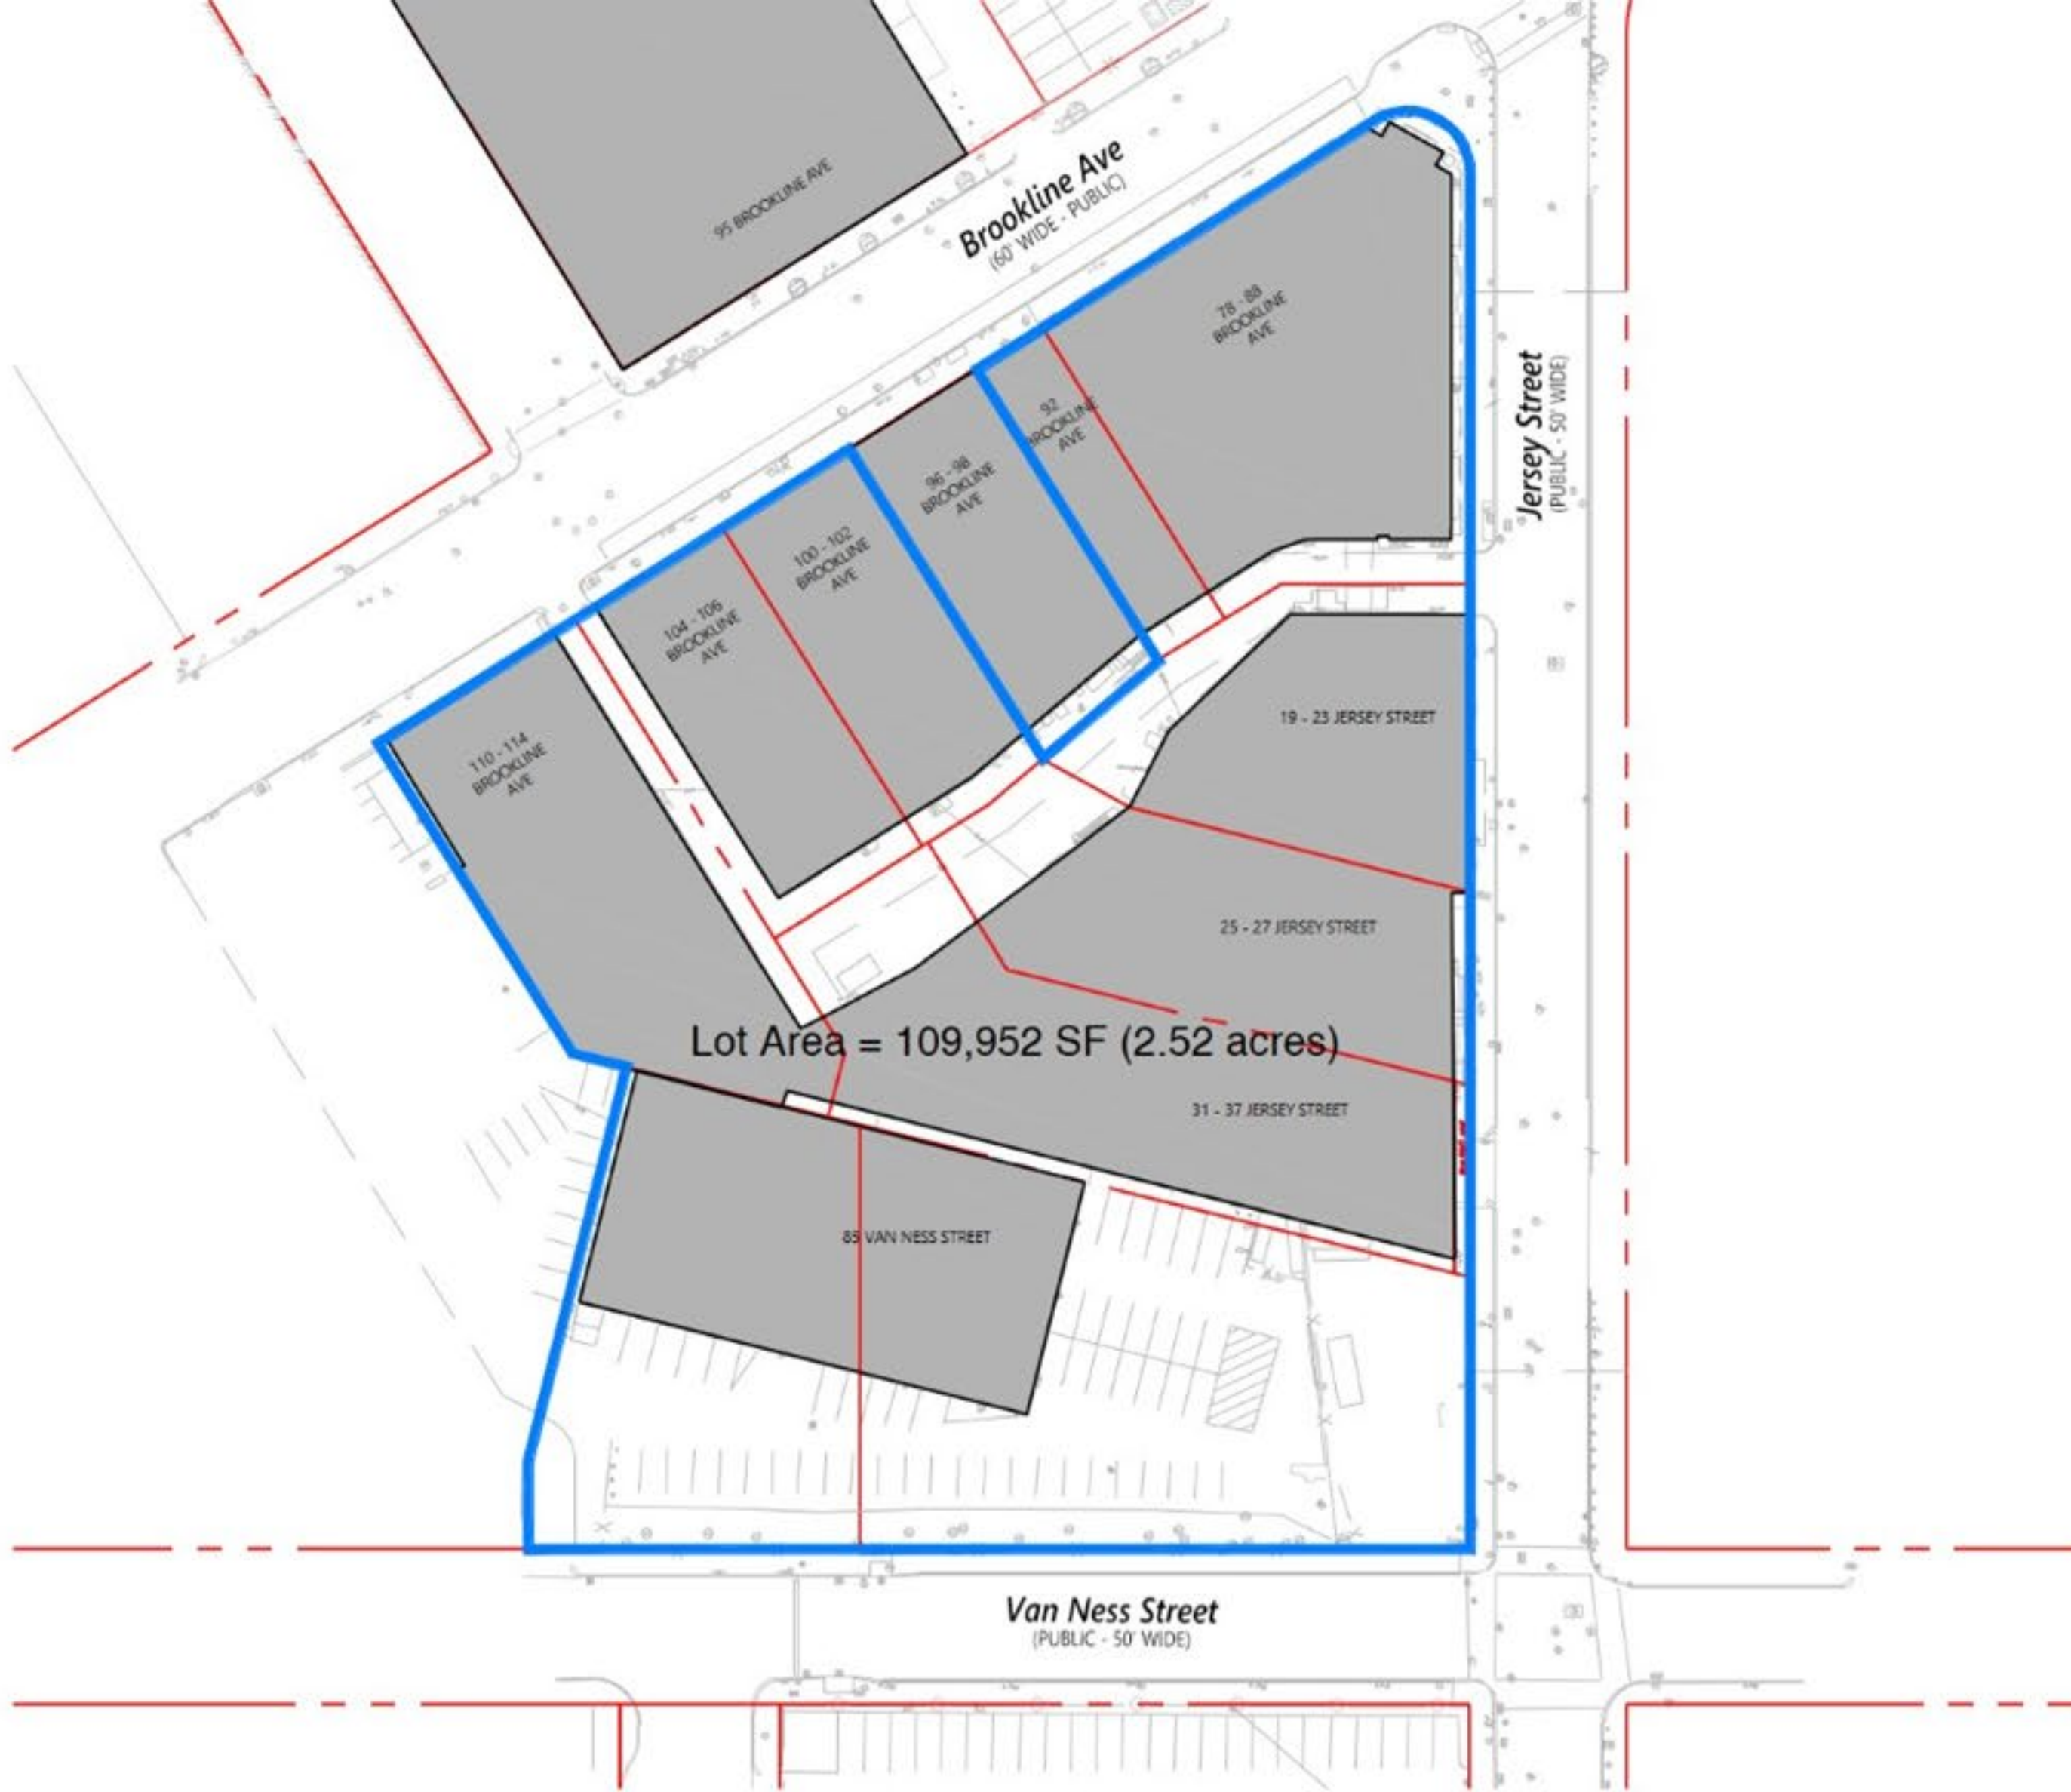 95 BROOKLINE AVE
Brookline Ave
(60' WIDE - PUBLIC)
78 - 88
BROOKLINE
AVE
92
BROOKLINE
AVE
96 - 98
BROOKLINE
AVE
100 - 102
BROOKLINE
AVE
104 - 106
BROOKLINE
AVE
110 - 114
BROOKLINE
AVE
Jersey Street
(PUBLIC - 50' WIDE)
19 - 23 JERSEY STREET
25 - 27 JERSEY STREET
Lot Area = 109,952 SF (2.52 acres)
31 - 37 JERSEY STREET
85 VAN NESS STREET
Van Ness Street
(PUBLIC - 50' WIDE)